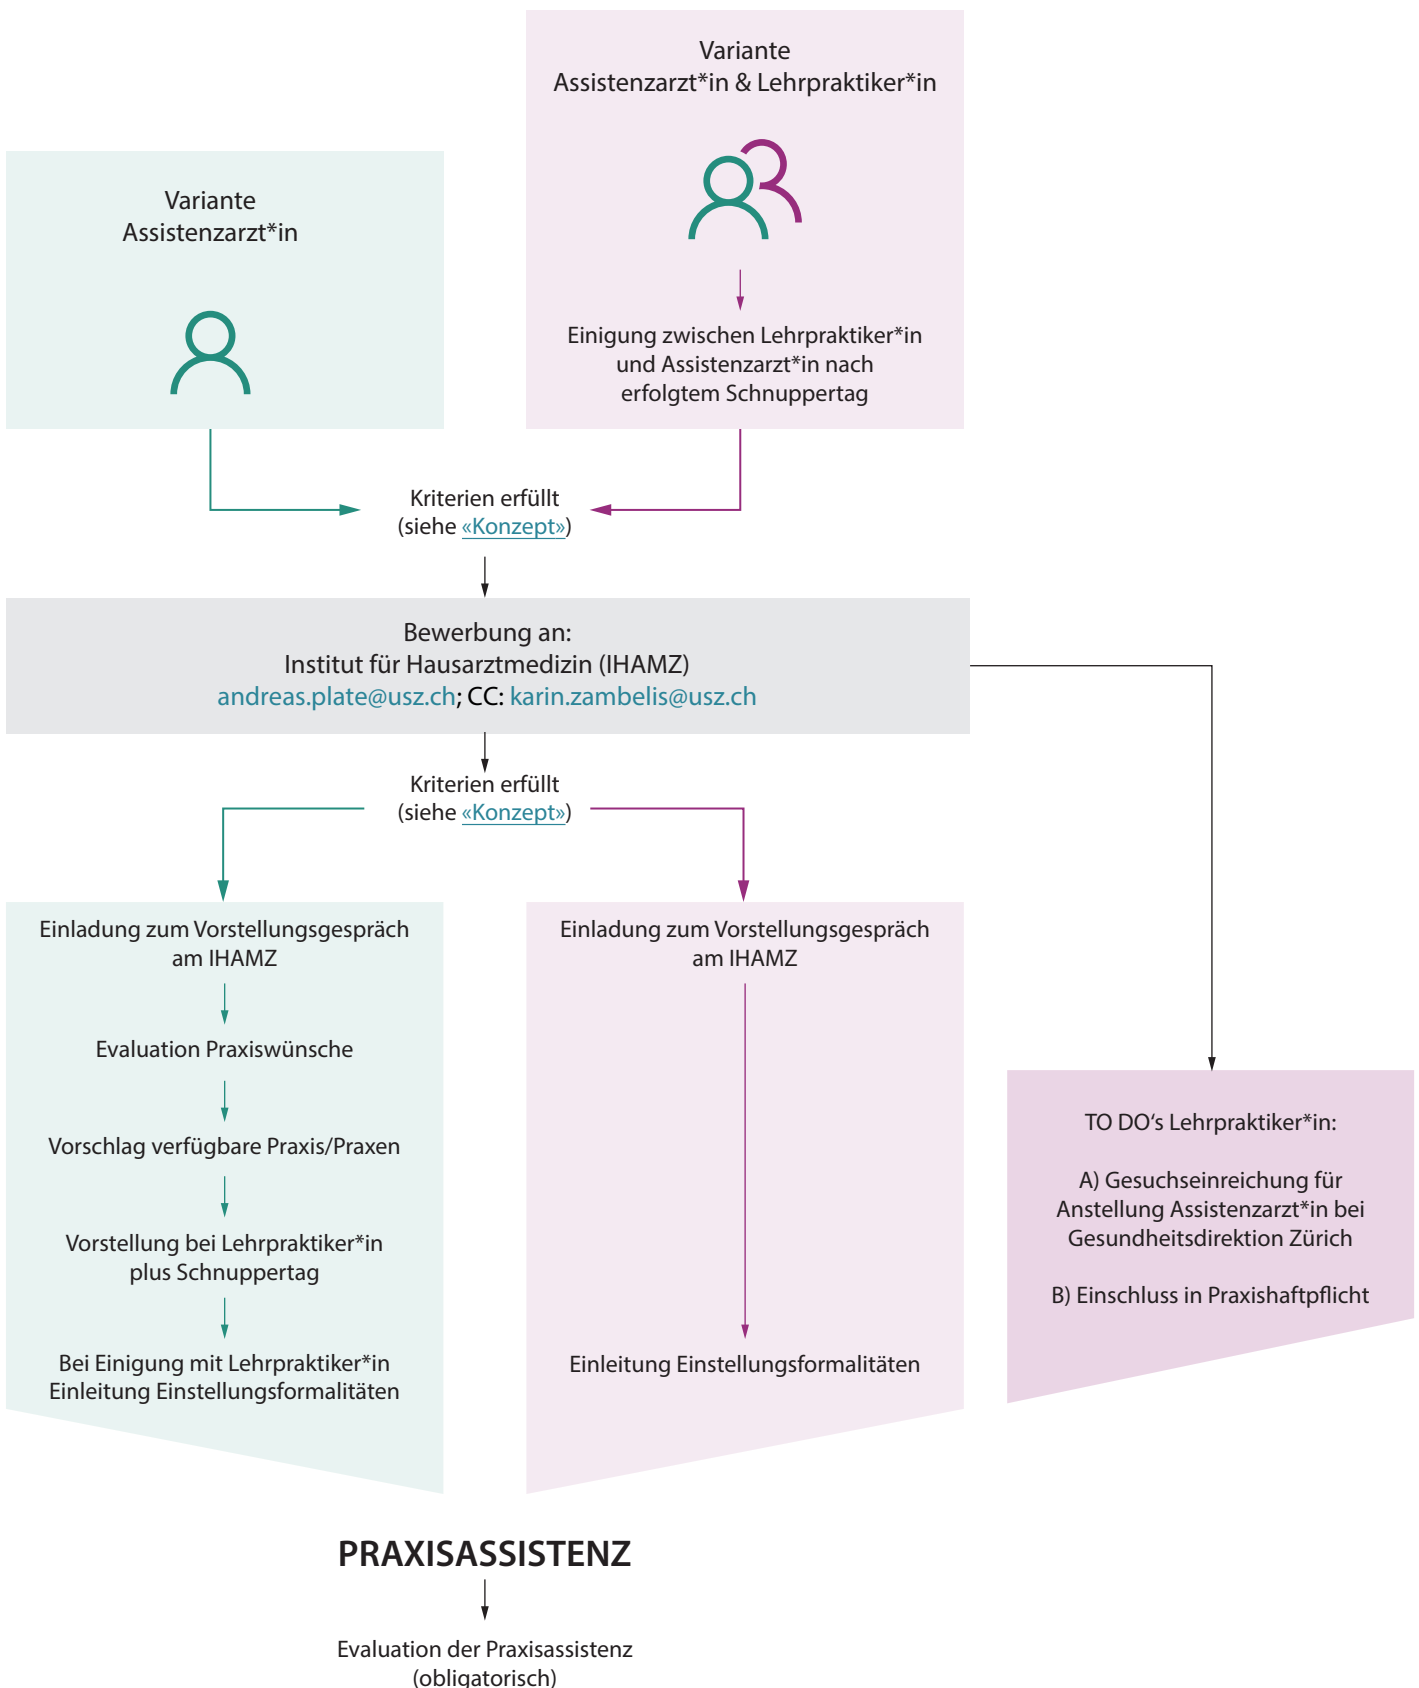 Variante
Assistenzarzt*in & Lehrpraktiker*in
Variante
Assistenzarzt*in
Einigung zwischen Lehrpraktiker*in
und Assistenzarzt*in nach
erfolgtem Schnuppertag
Kriterien erfüllt
(siehe «Konzept»)
Bewerbung an:
Institut für Hausarztmedizin (IHAMZ)
andreas.plate@usz.ch; CC: karin.zambelis@usz.ch
Kriterien erfüllt
(siehe «Konzept»)
Einladung zum Vorstellungsgespräch
am IHAMZ
Evaluation Praxiswünsche
Vorschlag verfügbare Praxis/Praxen
Vorstellung bei Lehrpraktiker*in
plus Schnuppertag
Bei Einigung mit Lehrpraktiker*in
Einleitung Einstellungsformalitäten
Einladung zum Vorstellungsgespräch
am IHAMZ
Einleitung Einstellungsformalitäten
TO DO‘s Lehrpraktiker*in:
A) Gesuchseinreichung für
Anstellung Assistenzarzt*in bei
Gesundheitsdirektion Zürich
B) Einschluss in Praxishaftpflicht
PRAXISASSISTENZ
Evaluation der Praxisassistenz
(obligatorisch)